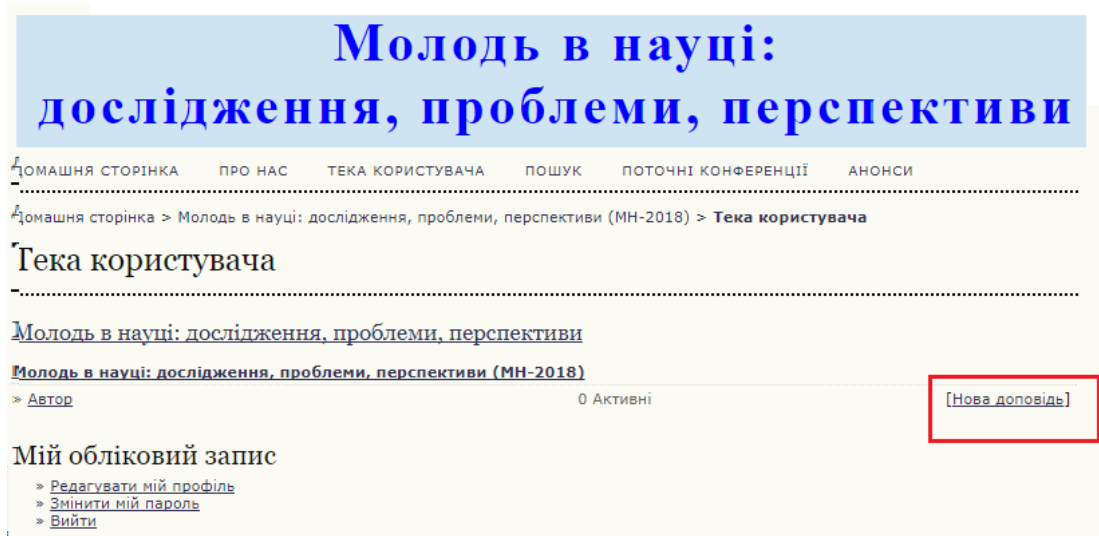 Молодь в науці:
дослідження, проблеми, перспективи
ДОМАШНЯ СТОРІНКА ПРО НАС ТЕКА КОРИСТУВАЧА ПОШУК ПОТОЧНІ КОНФЕРЕНЦІЇ АНОНСИ
Домашня сторінка > Молодь в науці: дослідження, проблеми, перспективи (МН-2018) > Тека користувача
Тека користувача
Молодь в науці: дослідження, проблеми, перспективи
Молодь в науці: дослідження, проблеми, перспективи (МН-2018)
» Автор 0 Активні [Нова доповідь]
Мій обліковий запис
» Редагувати мій профіль
» Змінити мій пароль
» Вийти